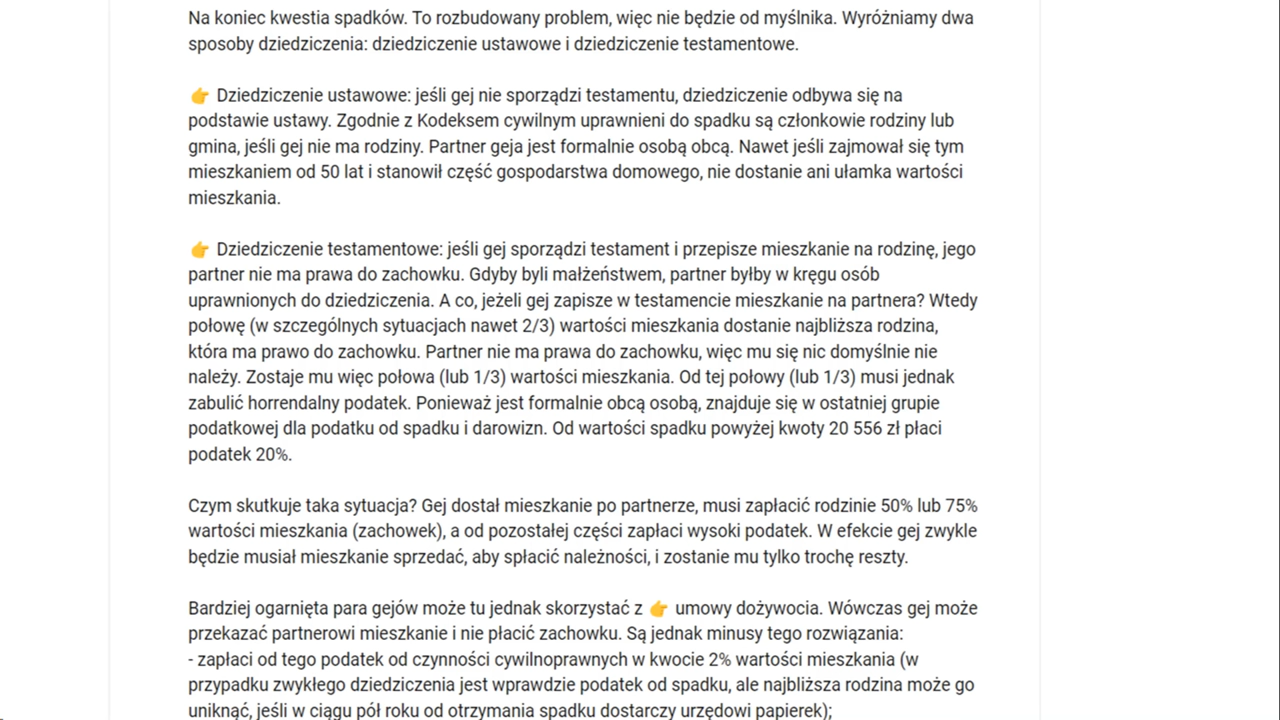 Na koniec kwestia spadków. To rozbudowany problem, więc nie będzie od myślnika. Wyróżniamy dwa
sposoby dziedziczenia: dziedziczenie ustawowe i dziedziczenie testamentowe.
👉 Dziedziczenie ustawowe: jeśli gej nie sporządzi testamentu, dziedziczenie odbywa się na
podstawie ustawy. Zgodnie z Kodeksem cywilnym uprawnieni do spadku są członkowie rodziny lub
gmina, jeśli gej nie ma rodziny. Partner geja jest formalnie osobą obcą. Nawet jeśli zajmował się tym
mieszkaniem od 50 lat i stanowił część gospodarstwa domowego, nie dostanie ani ułamka wartości
mieszkania.
👉 Dziedziczenie testamentowe: jeśli gej sporządzi testament i przepisze mieszkanie na rodzinę, jego
partner nie ma prawa do zachowku. Gdyby byli małżeństwem, partner byłby w kręgu osób
uprawnionych do dziedziczenia. A co, jeżeli gej zapisze w testamencie mieszkanie na partnera? Wtedy
połowę (w szczególnych sytuacjach nawet 2/3) wartości mieszkania dostanie najbliższa rodzina,
która ma prawo do zachowku. Partner nie ma prawa do zachowku, więc mu się nic domyślnie nie
należy. Zostaje mu więc połowa (lub 1/3) wartości mieszkania. Od tej połowy (lub 1/3) musi jednak
zabulić horrendalny podatek. Ponieważ jest formalnie obcą osobą, znajduje się w ostatniej grupie
podatkowej dla podatku od spadku i darowizn. Od wartości spadku powyżej kwoty 20 556 zł płaci
podatek 20%.
Czym skutkuje taka sytuacja? Gej dostał mieszkanie po partnerze, musi zapłacić rodzinie 50% lub 75%
wartości mieszkania (zachowek), a od pozostałej części zapłaci wysoki podatek. W efekcie gej zwykle
będzie musiał mieszkanie sprzedać, aby spłacić należności, i zostanie mu tylko trochę reszty.
Bardziej ogarnięta para gejów może tu jednak skorzystać z 👉 umowy dożywocia. Wówczas gej może
przekazać partnerowi mieszkanie i nie płacić zachowku. Są jednak minusy tego rozwiązania:
- zapłaci od tego podatek od czynności cywilnoprawnych w kwocie 2% wartości mieszkania (w
przypadku zwykłego dziedziczenia jest wprawdzie podatek od spadku, ale najbliższa rodzina może go
uniknąć, jeśli w ciągu pół roku od otrzymania spadku dostarczy urzędowi papierek);